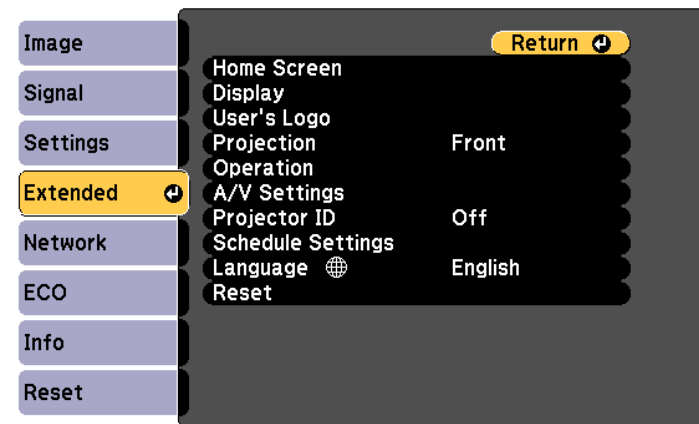 Image
Signal
Settings
Extended
Network
ECO
Info
Reset
Return
Home Screen
Display
User's Logo
Projection Front
Operation
A/V Settings
Projector ID Off
Schedule Settings
Language English
Reset